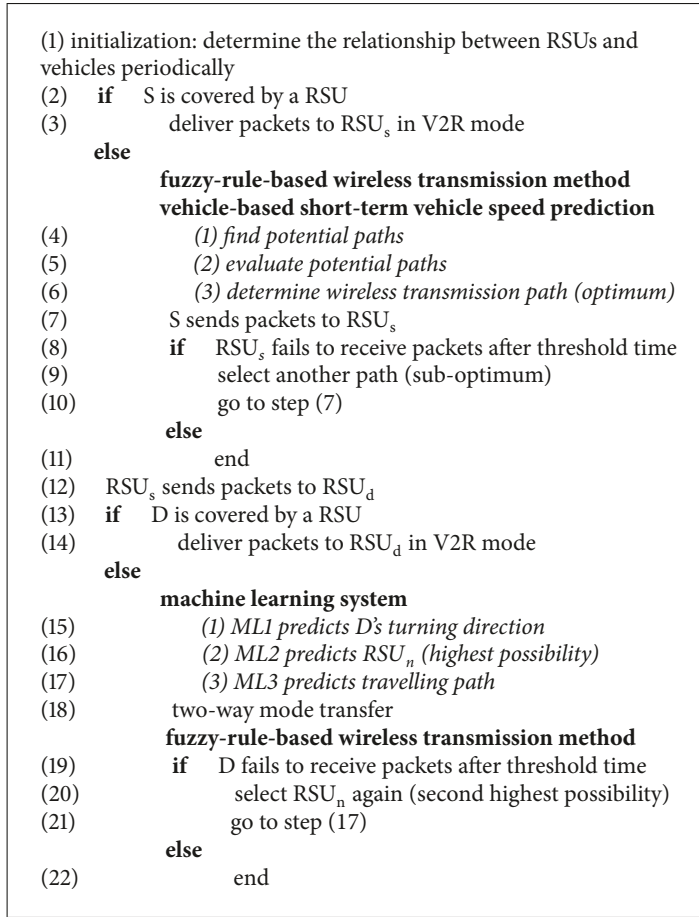 (1) initialization: determine the relationship between RSUs and
vehicles periodically
(2) if S is covered by a RSU
(3) deliver packets to RSU_s in V2R mode
else
fuzzy-rule-based wireless transmission method
vehicle-based short-term vehicle speed prediction
(4) (1) find potential paths
(5) (2) evaluate potential paths
(6) (3) determine wireless transmission path (optimum)
(7) S sends packets to RSU_s
(8) if RSU_s fails to receive packets after threshold time
(9) select another path (sub-optimum)
(10) go to step (7)
else
(11) end
(12) RSU_s sends packets to RSU_d
(13) if D is covered by a RSU
(14) deliver packets to RSU_d in V2R mode
else
machine learning system
(15) (1) ML1 predicts D's turning direction
(16) (2) ML2 predicts RSU_n (highest possibility)
(17) (3) ML3 predicts travelling path
(18) two-way mode transfer
fuzzy-rule-based wireless transmission method
(19) if D fails to receive packets after threshold time
(20) select RSU_n again (second highest possibility)
(21) go to step (17)
else
(22) end